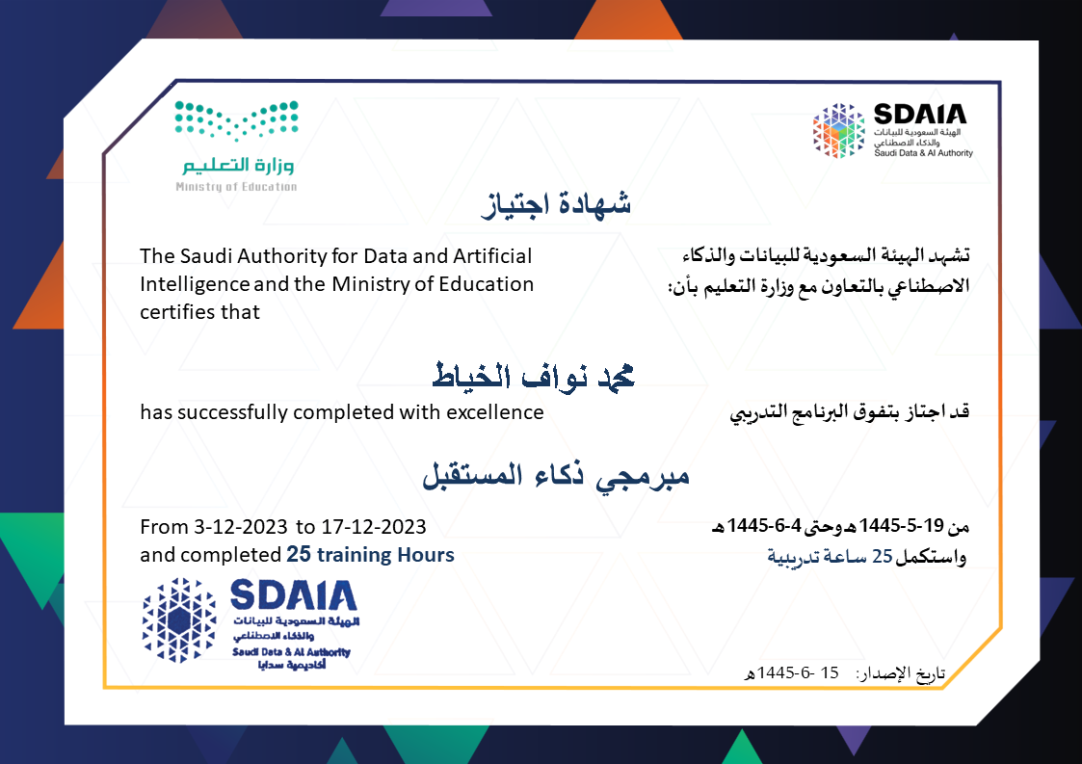 وزارة التعليم
Ministry of Education
SDAIA
الهيئة السعودية للبيانات
والذكاء الاصطناعي
Saudi Data & AI Authority
شهادة اجتياز
The Saudi Authority for Data and Artificial
Intelligence and the Ministry of Education
certifies that
تشهد الهيئة السعودية للبيانات والذكاء
الاصطناعي بالتعاون مع وزارة التعليم بأن:
محمد نواف الخياط
has successfully completed with excellence
قد اجتاز بتفوق البرنامج التدريبي
مبرمجي ذكاء المستقبل
From 3-12-2023 to 17-12-2023
and completed 25 training Hours
من 19-5-1445 هـ وحتى 4-6-1445 هـ
واستكمل 25 ساعة تدريبية
SDAIA
الهيئة السعودية للبيانات
والذكاء الاصطناعي
Saudi Data & AI Authority
أكاديمية سدايا
تاريخ الإصدار: 15 -6-1445هـ